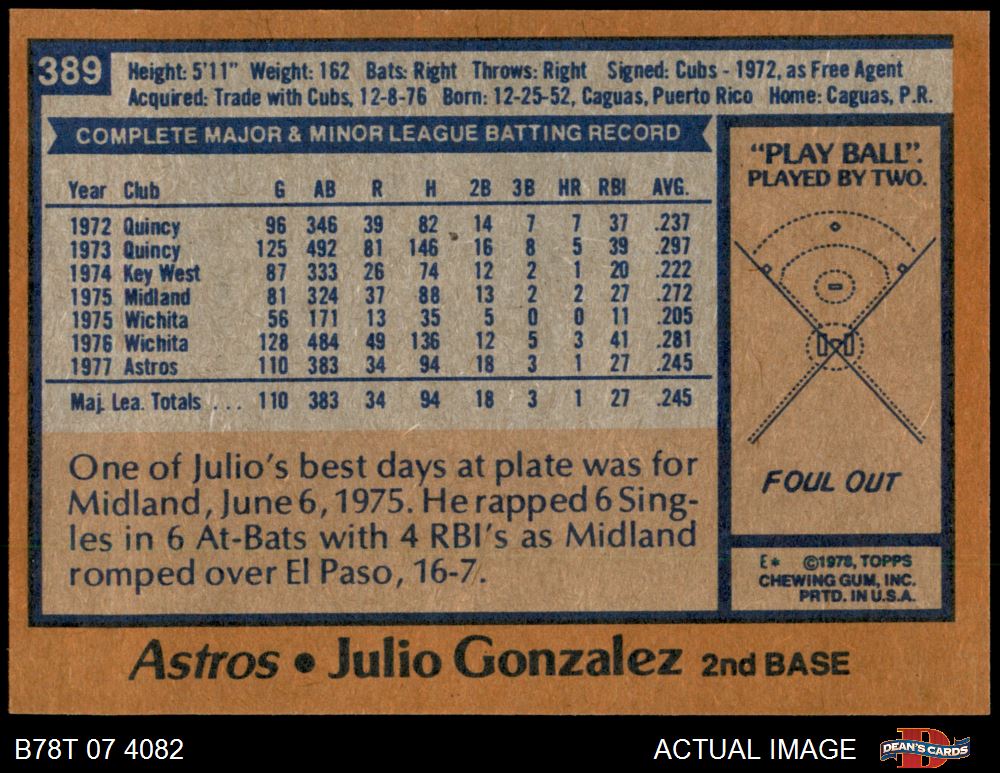 389
Height: 5'11" Weight: 162 Bats: Right Throws: Right Signed: Cubs - 1972, as Free Agent
Acquired: Trade with Cubs, 12-8-76 Born: 12-25-52, Caguas, Puerto Rico Home: Caguas, P.R.
COMPLETE MAJOR & MINOR LEAGUE BATTING RECORD
Year Club G AB R H 2B 3B HR RBI AVG.
1972 Quincy 96 346 39 82 14 7 7 37 .237
1973 Quincy 125 492 81 146 16 8 5 39 .297
1974 Key West 87 333 26 74 12 2 1 20 .222
1975 Midland 81 324 37 88 13 2 2 27 .272
1975 Wichita 56 171 13 35 5 0 0 11 .205
1976 Wichita 128 484 49 136 12 5 3 41 .281
1977 Astros 110 383 34 94 18 3 1 27 .245
Maj. Lea. Totals ... 110 383 34 94 18 3 1 27 .245
One of Julio's best days at plate was for
Midland, June 6, 1975. He rapped 6 Sing-
les in 6 At-Bats with 4 RBI's as Midland
romped over El Paso, 16-7.
"PLAY BALL".
PLAYED BY TWO.
FOUL OUT
E* ©1978, TOPPS
CHEWING GUM, INC.
PRTD. IN U.S.A.
Astros • Julio Gonzalez 2nd BASE
B78T 07 4082
ACTUAL IMAGE
DEAN'S CARDS